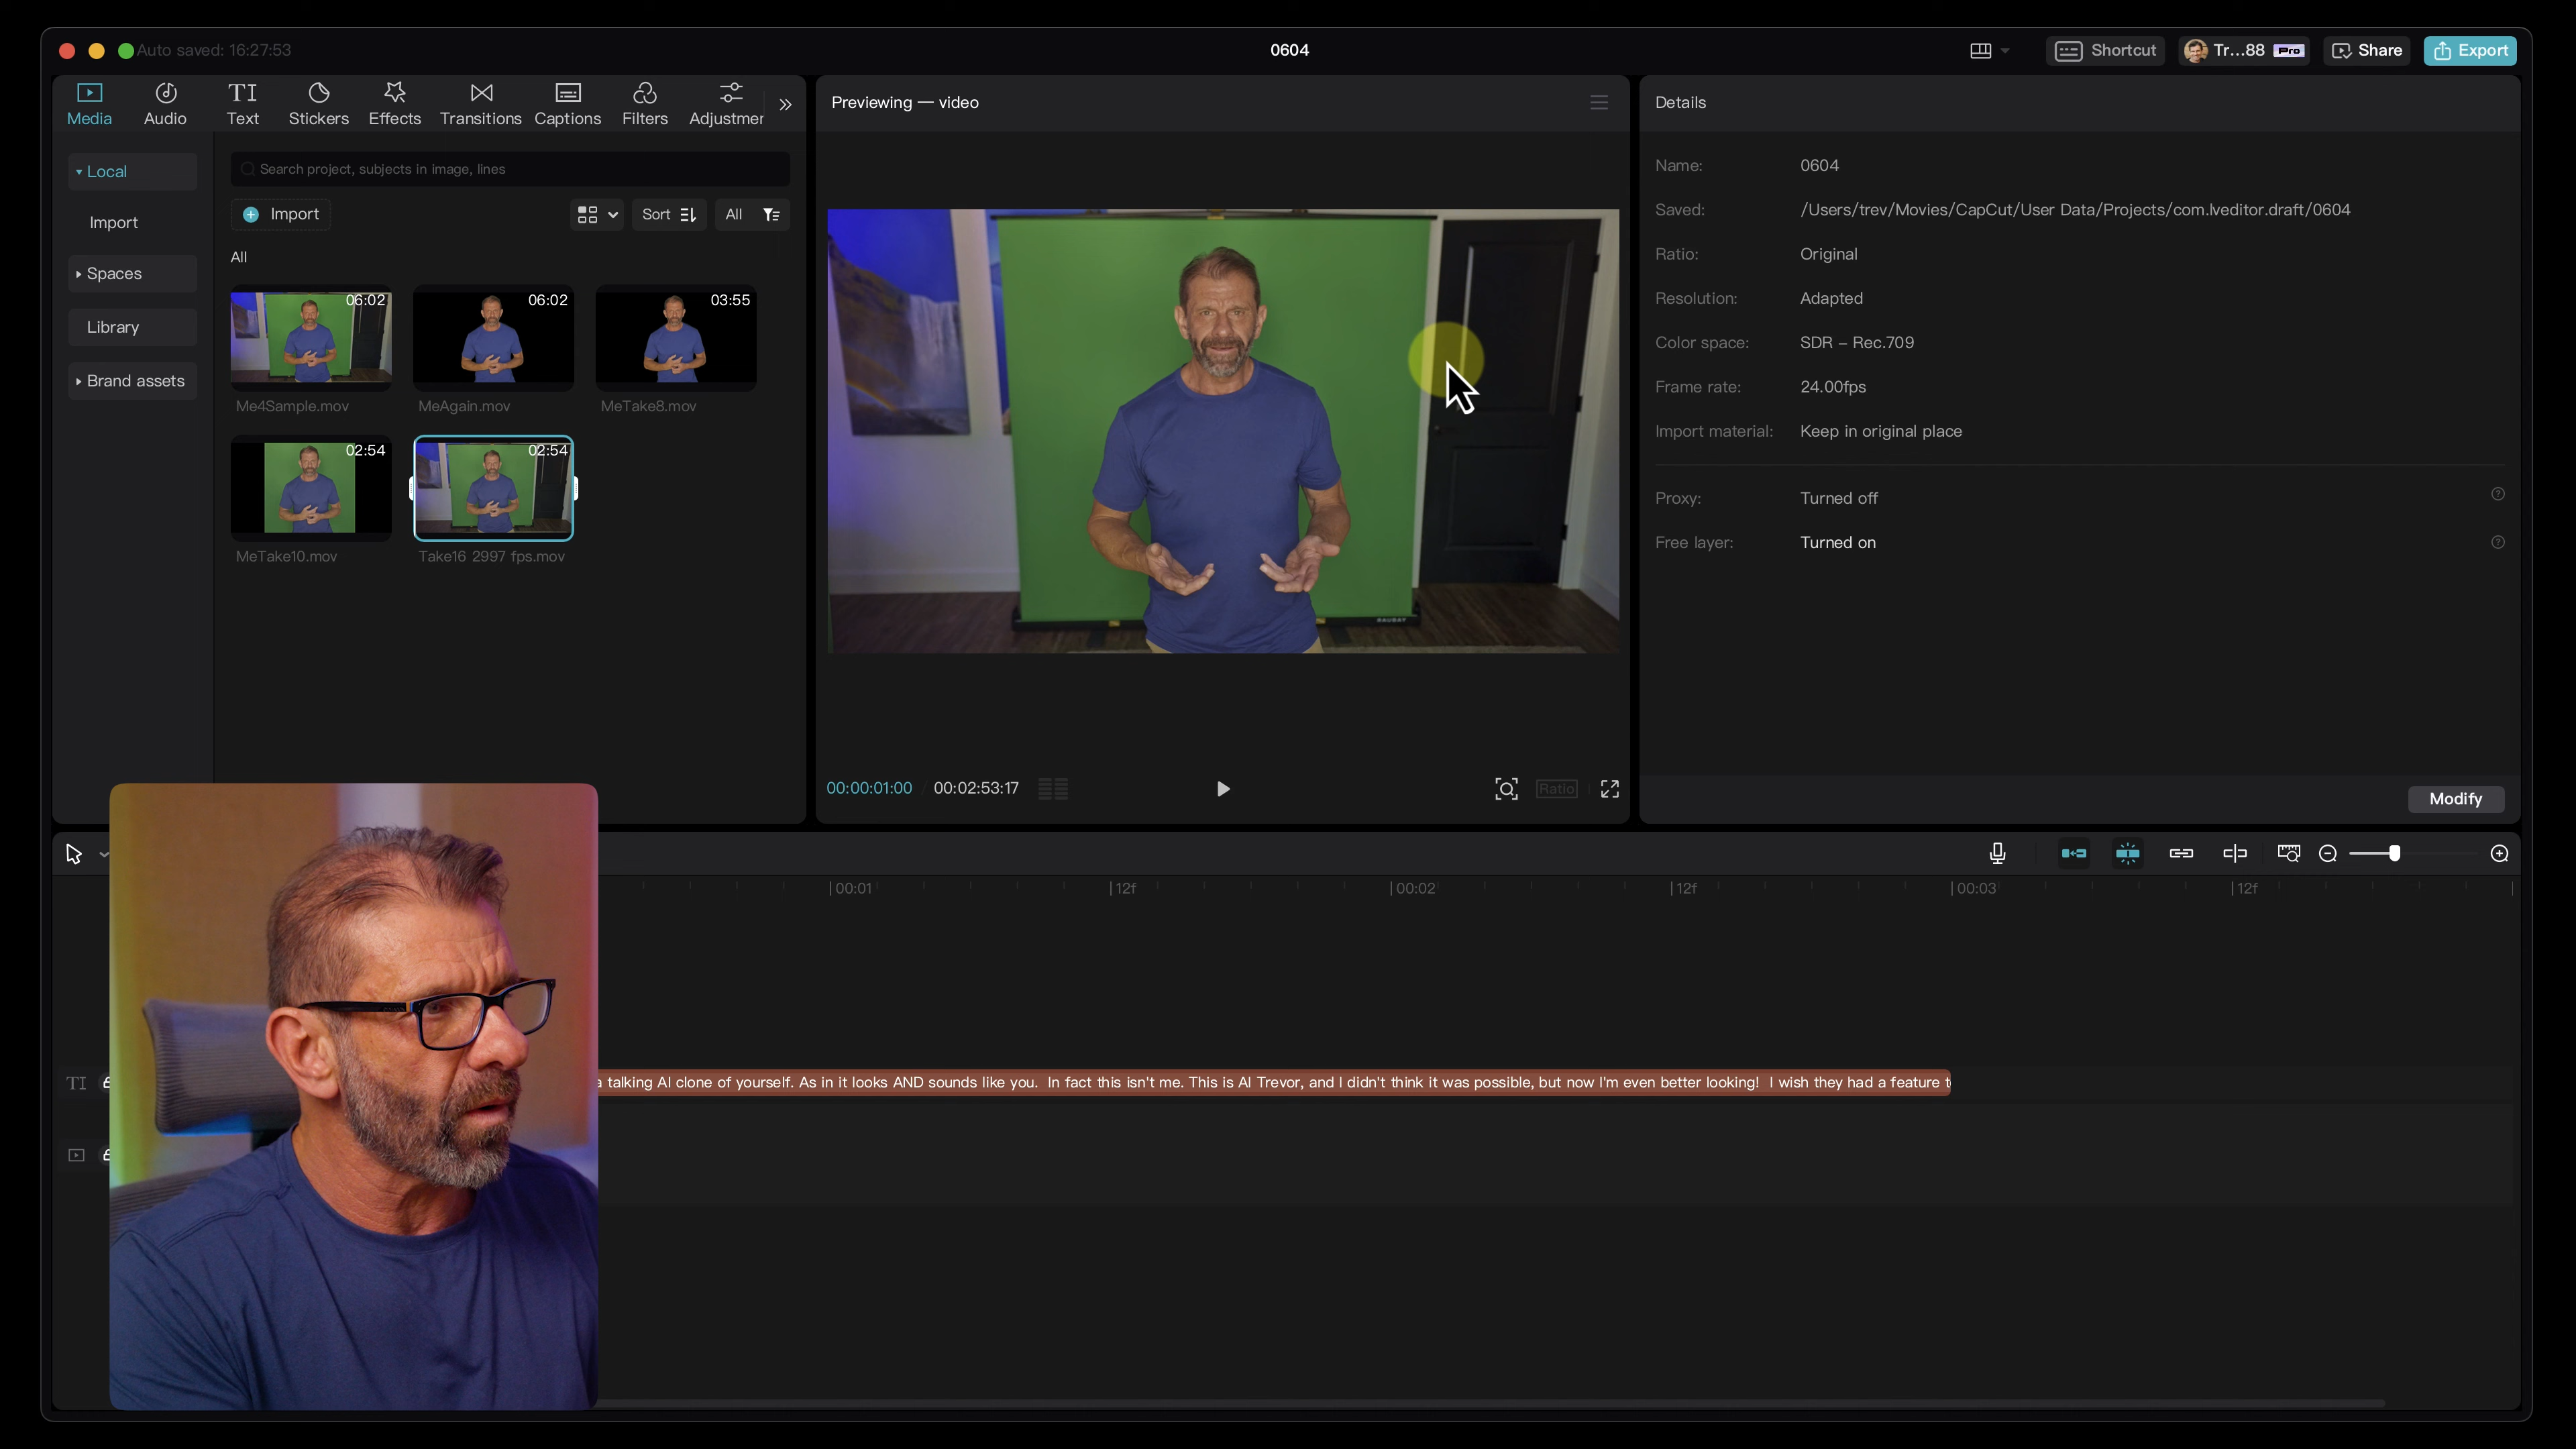 Auto saved: 16:27:53
0604
Shortcut
Tr...88 Pro
Share
Export
Media
Audio
TI
Text
Stickers
Effects
Transitions
Captions
Filters
Adjustmer
Local
Import
Spaces
Library
Brand assets
Search project, subjects in image, lines
Import
Sort
All
All
06:02
Me4Sample.mov
06:02
MeAgain.mov
03:55
MeTake8.mov
02:54
MeTake10.mov
02:54
Take16 2997 fps.mov
Previewing — video
00:00:01:00
00:02:53:17
Ratio
Details
Name: 0604
Saved: /Users/trev/Movies/CapCut/User Data/Projects/com.lveditor.draft/0604
Ratio: Original
Resolution: Adapted
Color space: SDR – Rec.709
Frame rate: 24.00fps
Import material: Keep in original place
Proxy: Turned off
Free layer: Turned on
Modify
00:01
12f
00:02
12f
00:03
12f
TI
a talking AI clone of yourself. As in it looks AND sounds like you.  In fact this isn't me. This is AI Trevor, and I didn't think it was possible, but now I'm even better looking!  I wish they had a feature t